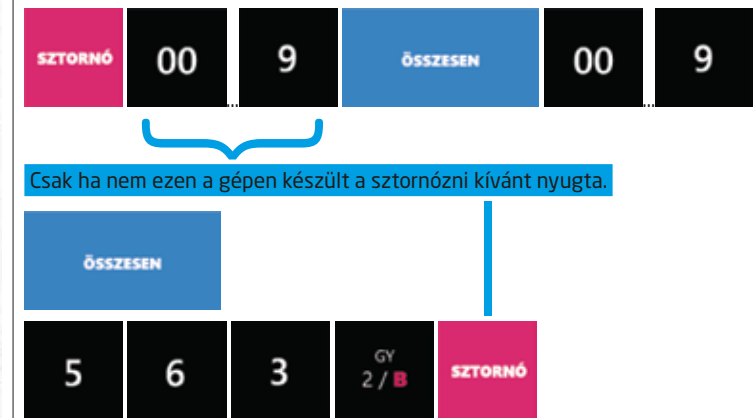 SZTORNÓ 00 ... 9 ÖSSZESEN 00 ... 9
Csak ha nem ezen a gépen készült a sztornózni kívánt nyugta.
ÖSSZESEN
5 6 3 GY 2 / B SZTORNÓ